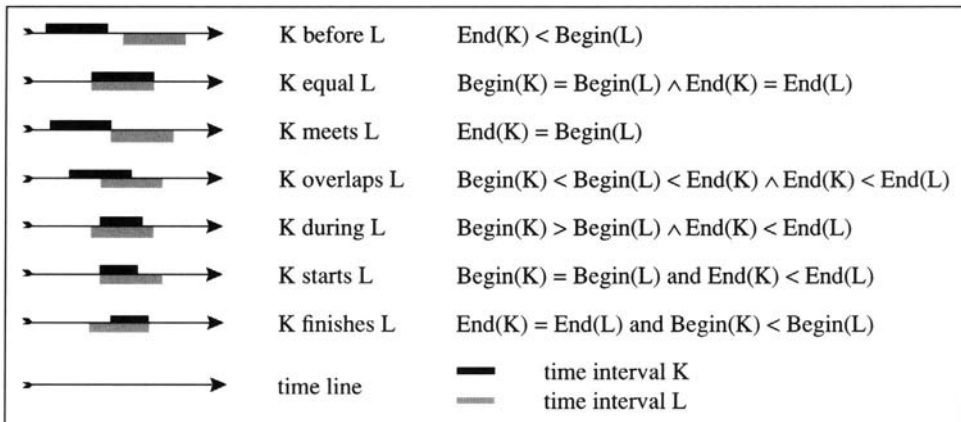 K before L End(K) < Begin(L)
K equal L Begin(K) = Begin(L) ∧ End(K) = End(L)
K meets L End(K) = Begin(L)
K overlaps L Begin(K) < Begin(L) < End(K) ∧ End(K) < End(L)
K during L Begin(K) > Begin(L) ∧ End(K) < End(L)
K starts L Begin(K) = Begin(L) and End(K) < End(L)
K finishes L End(K) = End(L) and Begin(K) < Begin(L)
time line time interval K
time interval L